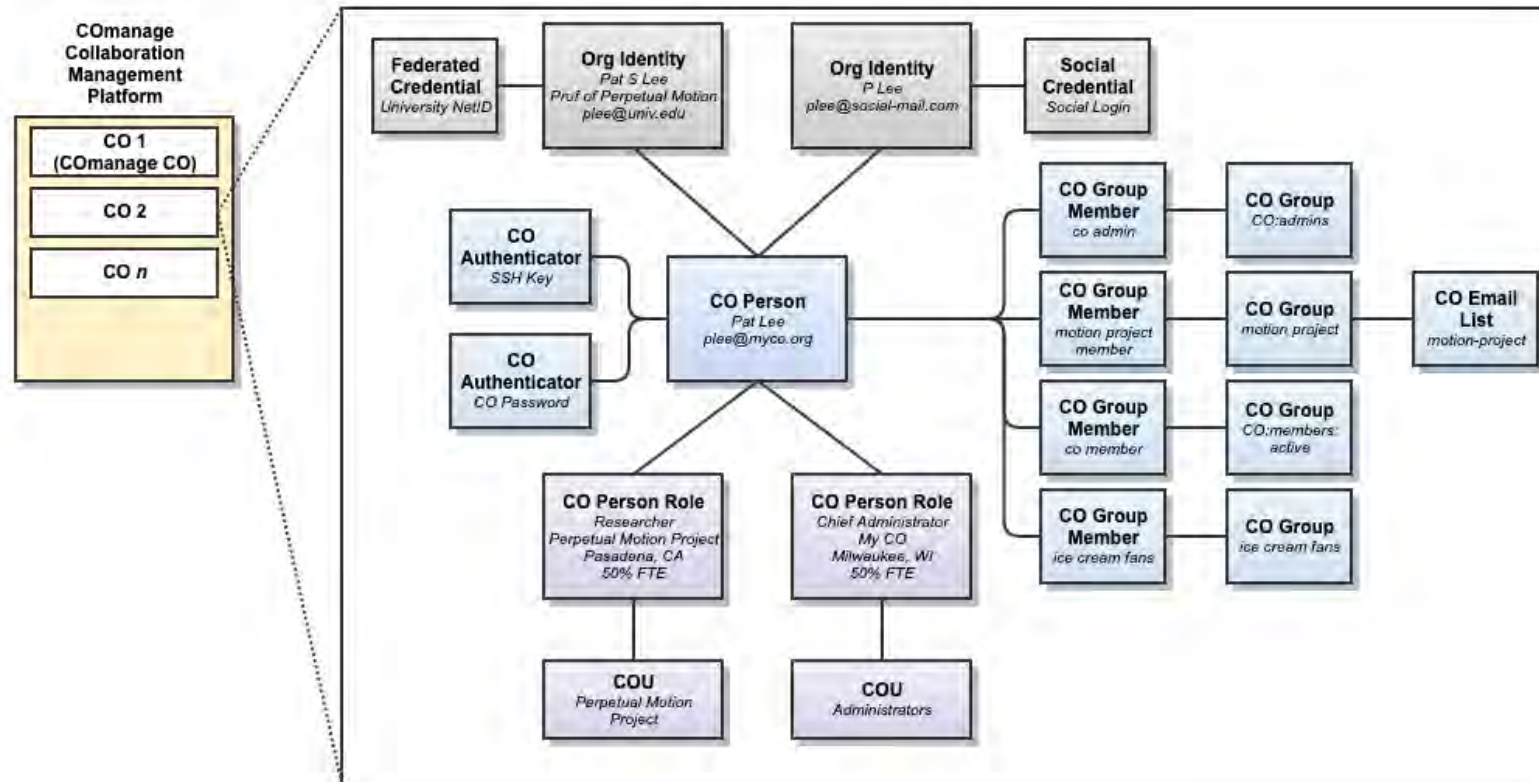 COmanage
Collaboration
Management
Platform
CO 1
(COmanage CO)
CO 2
CO n
Federated
Credential
University NetID
Org Identity
Pat S Lee
Prof of Perpetual Motion
plee@univ.edu
Org Identity
P Lee
plee@social-mail.com
Social
Credential
Social Login
CO
Authenticator
SSH Key
CO
Authenticator
CO Password
CO Person
Pat Lee
plee@myco.org
CO Group
Member
co admin
CO Group
CO:admins
CO Group
Member
motion project
member
CO Group
motion project
CO Email
List
motion-project
CO Group
Member
co member
CO Group
CO:members:
active
CO Group
Member
ice cream fans
CO Group
ice cream fans
CO Person Role
Researcher
Perpetual Motion Project
Pasadena, CA
50% FTE
CO Person Role
Chief Administrator
My CO
Milwaukee, WI
50% FTE
COU
Perpetual Motion
Project
COU
Administrators